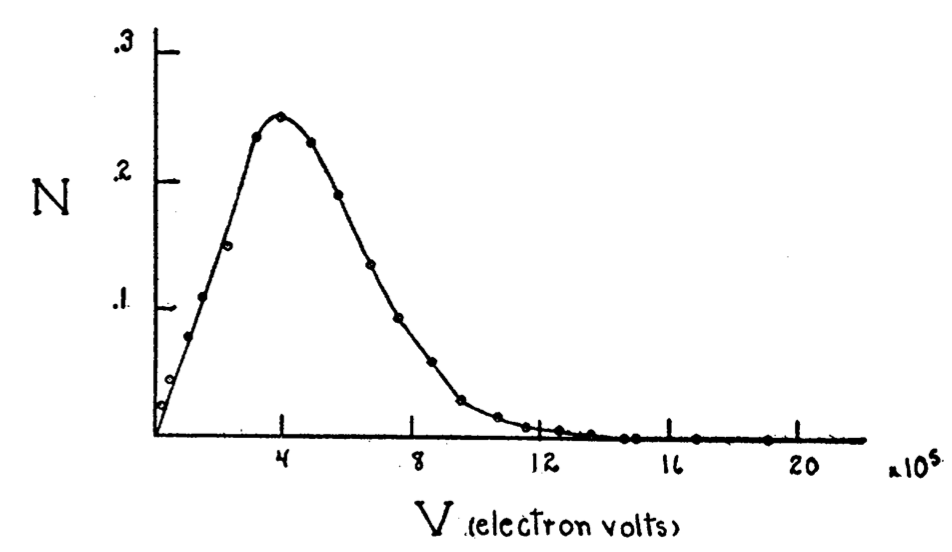 .3
.2
N
.1
4 8 12 16 20 x10⁵
V (electron volts)